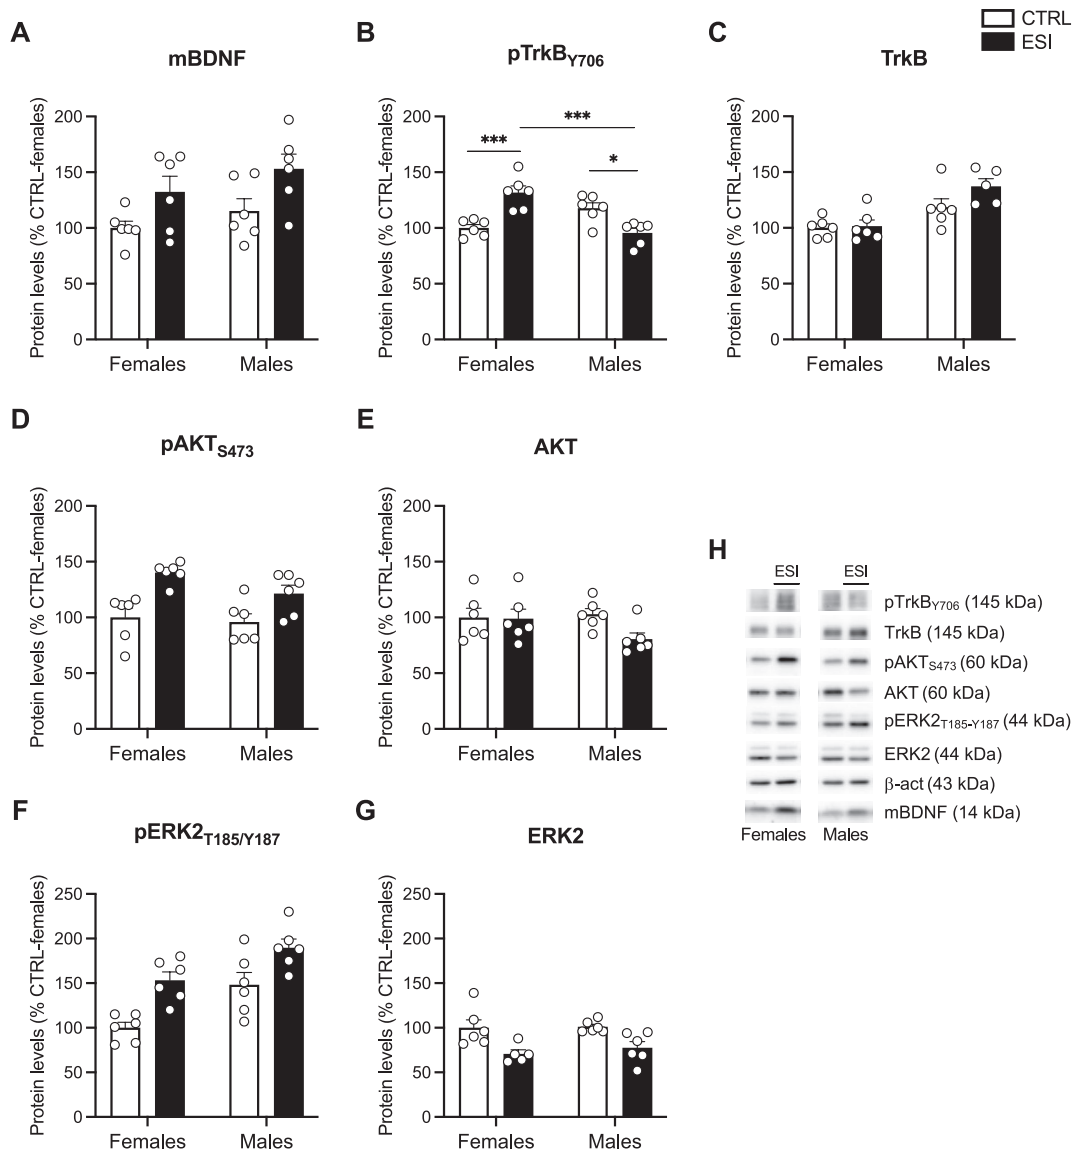 CTRL
ESI
A
mBDNF
Protein levels (% CTRL-females)
200
150
100
50
0
Females
Males
B
pTrkBY706
Protein levels (% CTRL-females)
200
150
100
50
0
***
***
*
Females
Males
C
TrkB
Protein levels (% CTRL-females)
200
150
100
50
0
Females
Males
D
pAKTS473
Protein levels (% CTRL-females)
200
150
100
50
0
Females
Males
E
AKT
Protein levels (% CTRL-females)
200
150
100
50
0
Females
Males
F
pERK2T185/Y187
Protein levels (% CTRL-females)
250
200
150
100
50
0
Females
Males
G
ERK2
Protein levels (% CTRL-females)
250
200
150
100
50
0
Females
Males
H
ESI
ESI
pTrkBY706 (145 kDa)
TrkB (145 kDa)
pAKTS473 (60 kDa)
AKT (60 kDa)
pERK2T185-Y187 (44 kDa)
ERK2 (44 kDa)
β-act (43 kDa)
mBDNF (14 kDa)
Females
Males